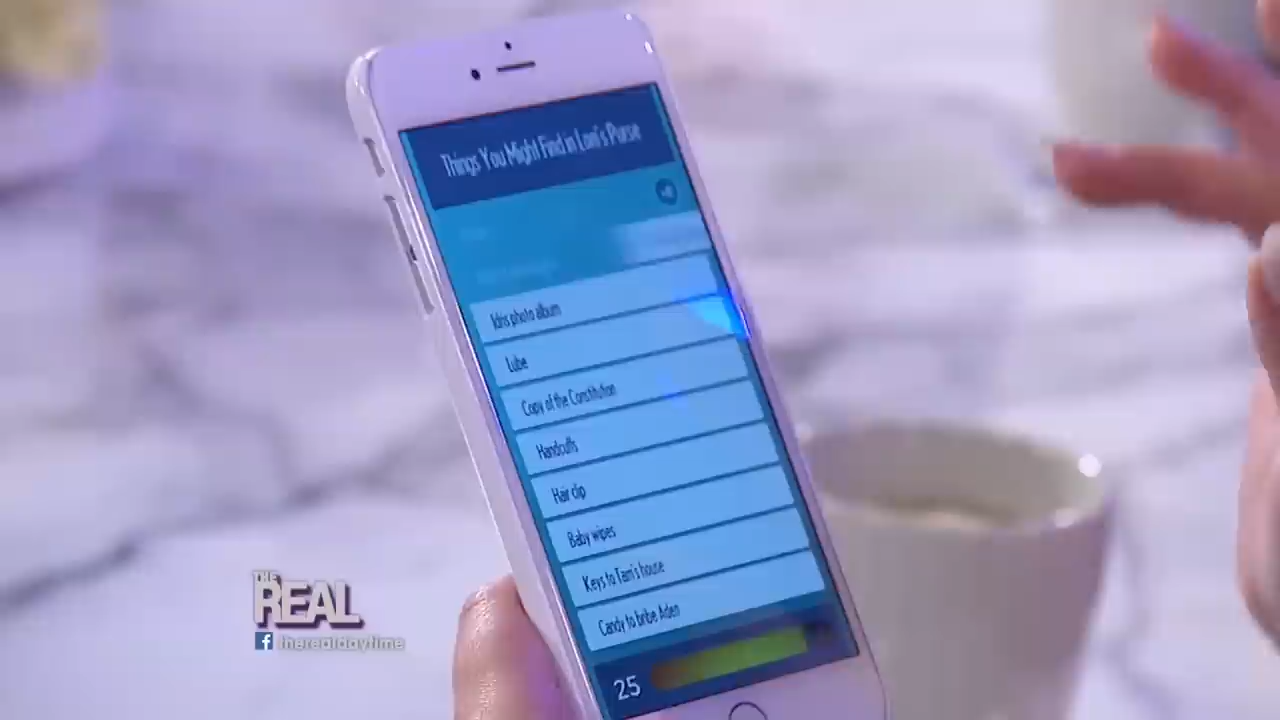 Things You Might Find in Loni's Purse
Idris photo album
Lube
Copy of the Constitution
Handcuffs
Hair clip
Baby wipes
Keys to Tam's house
Candy to bribe Aden
25
THE
REAL
f therealdaytime